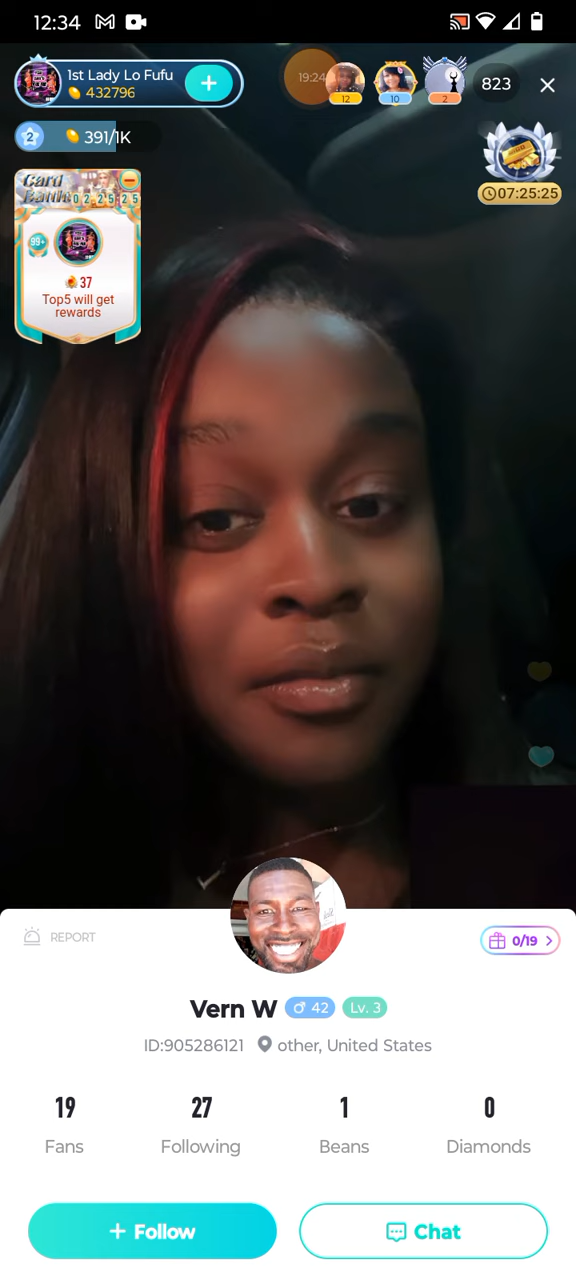 12:34
1st Lady Lo Fufu
432796
19:24
12
10
2
823
2
391/1K
07:25:25
Card
Battle
02:25:25
99+
37
Top5 will get
rewards
REPORT
0/19
Vern W
42
Lv. 3
ID:905286121
other, United States
19
27
1
0
Fans
Following
Beans
Diamonds
+ Follow
Chat